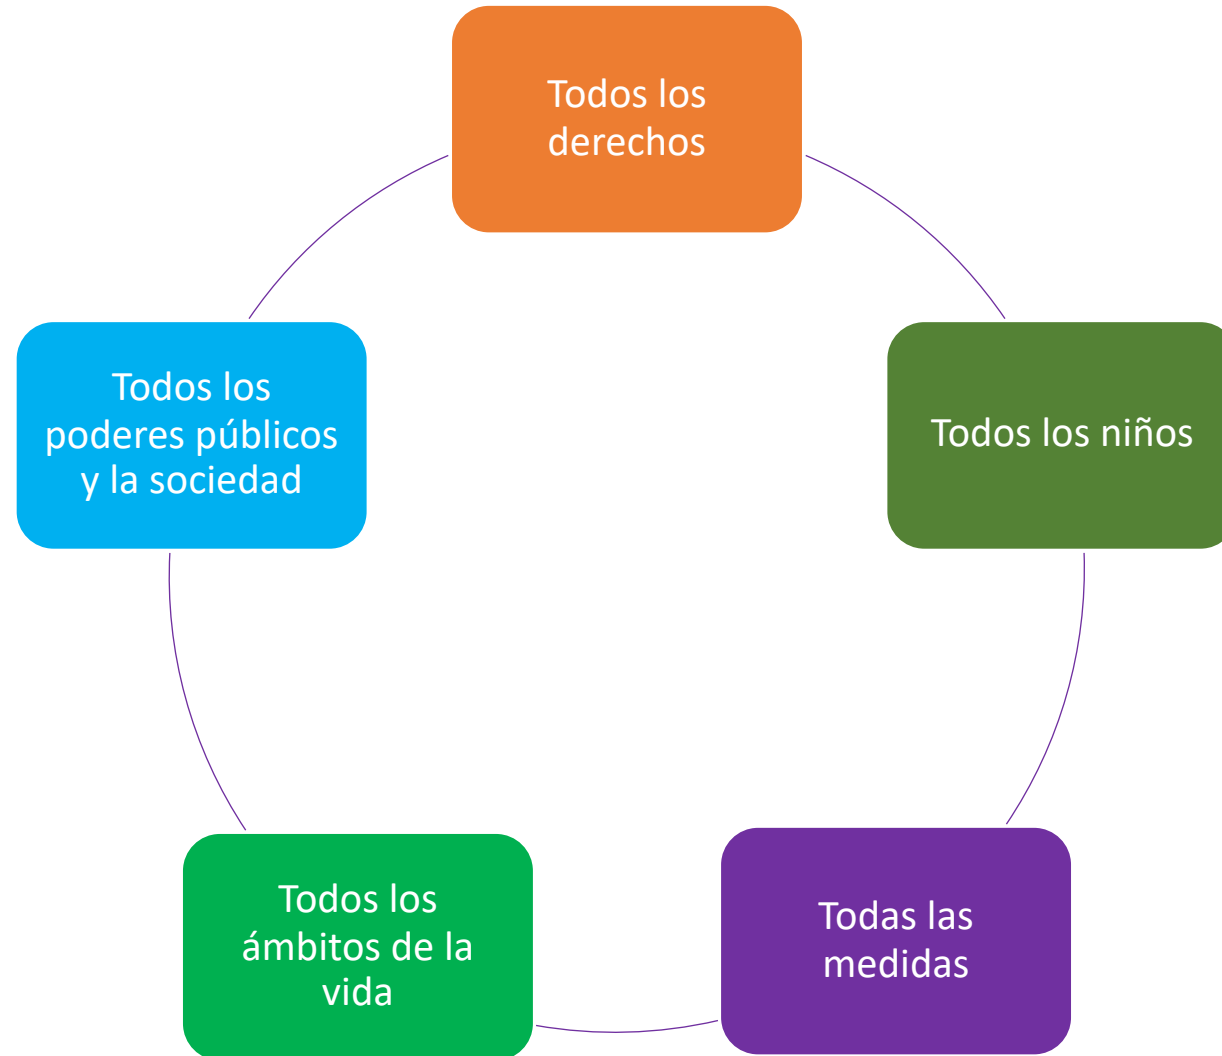 Todos los
derechos
Todos los niños
Todas las
medidas
Todos los
ámbitos de la
vida
Todos los
poderes públicos
y la sociedad